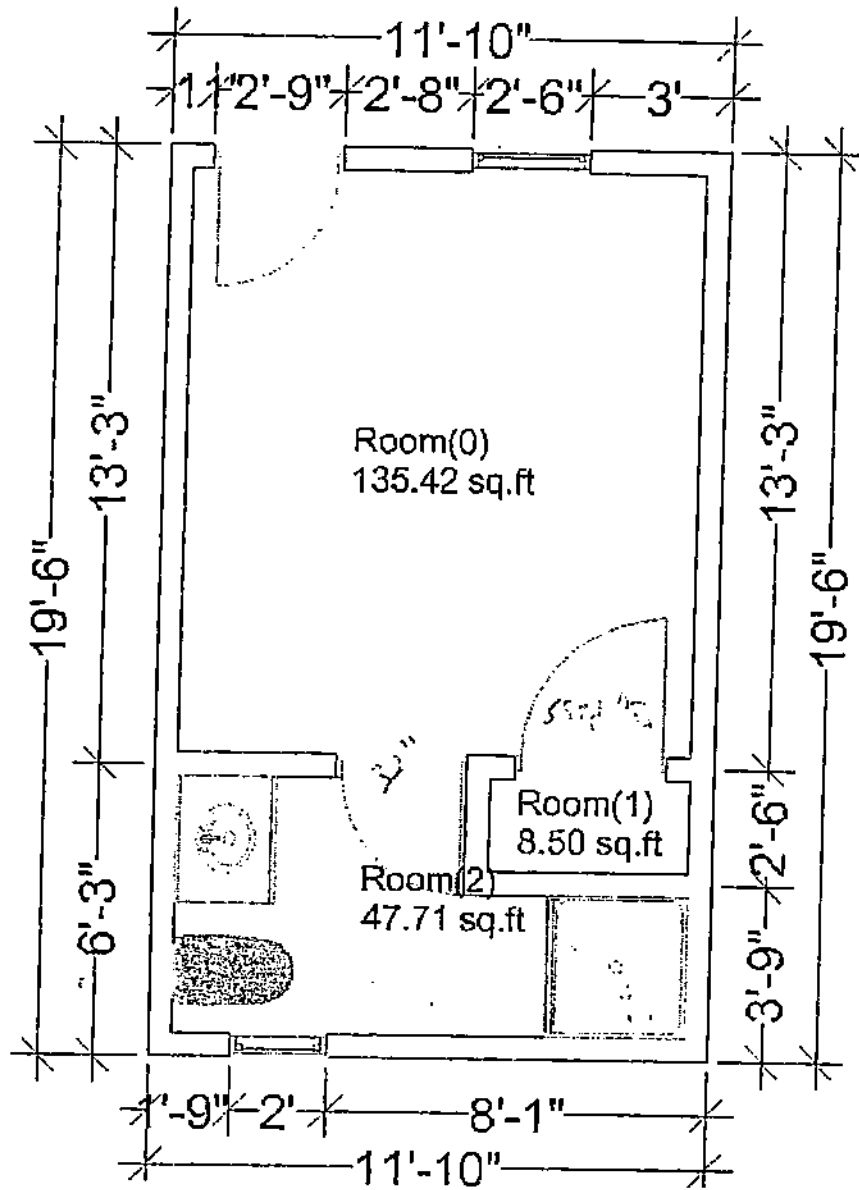 11'-10"
11" 2'-9" 2'-8" 2'-6" 3'
13'-3"
19'-6"
6'-3"
Room(0)
135.42 sq.ft
Room(1)
8.50 sq.ft
Room(2)
47.71 sq.ft
13'-3"
19'-6"
2'-6"
3'-9"
1'-9" 2' 8'-1"
11'-10"